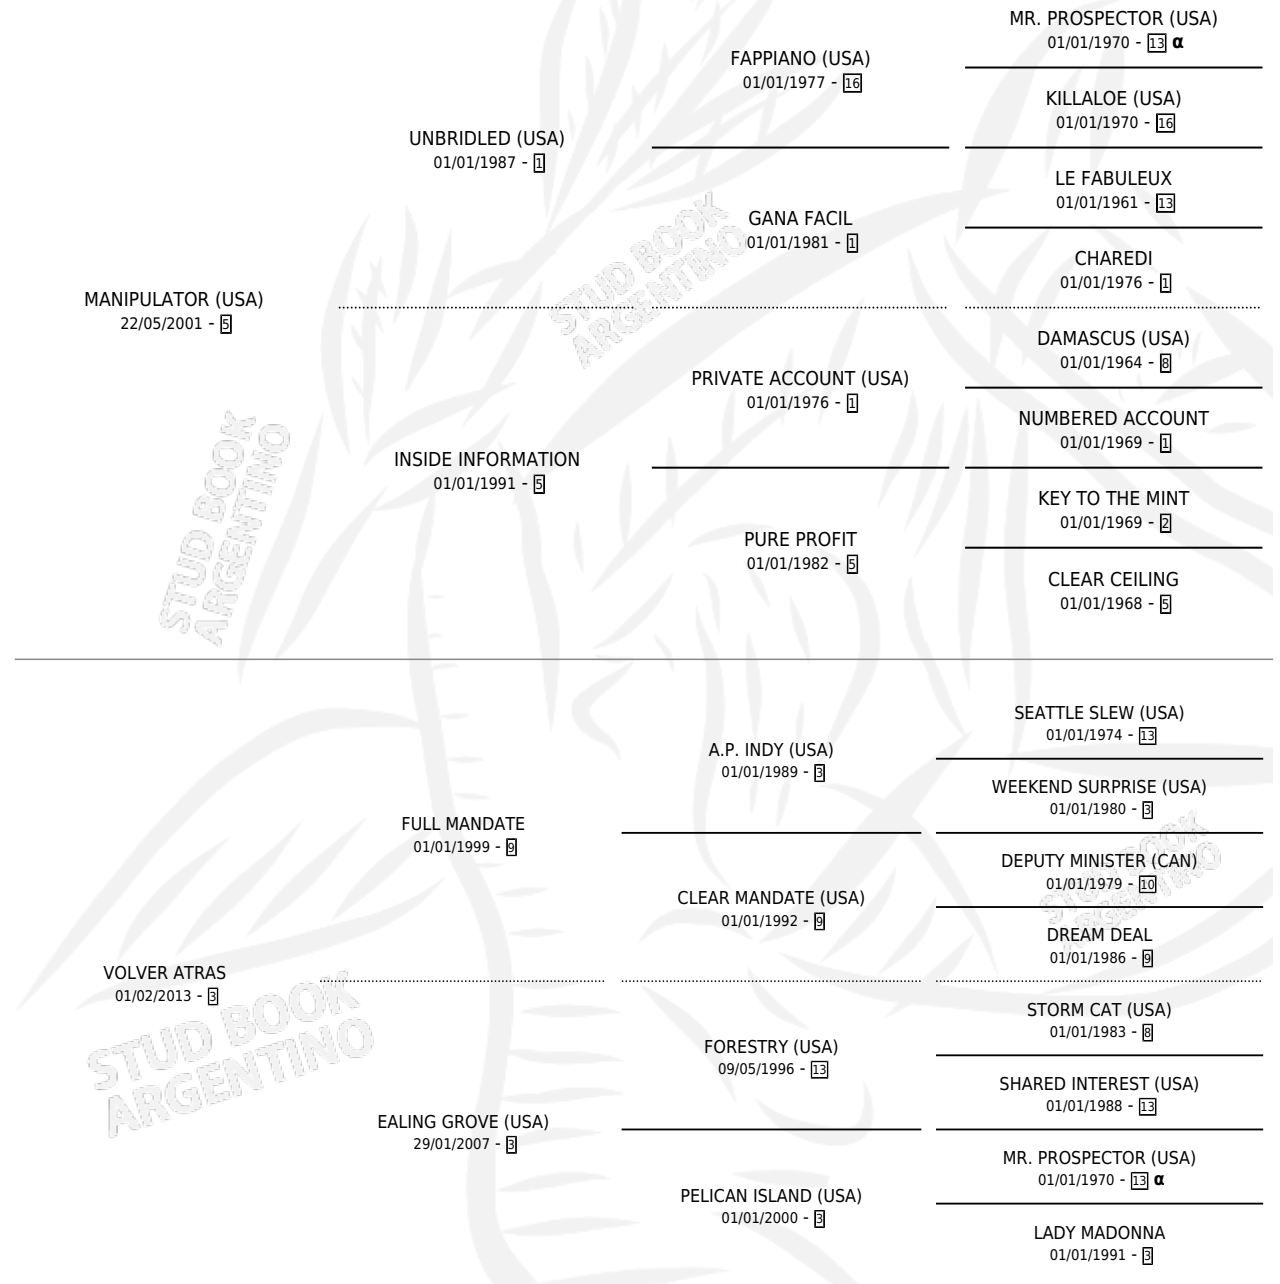 MR. PROSPECTOR (USA)
01/01/1970 - 13 α
FAPPIANO (USA)
01/01/1977 - 16
KILLALOE (USA)
01/01/1970 - 16
UNBRIDLED (USA)
01/01/1987 - 1
LE FABULEUX
01/01/1961 - 13
GANA FACIL
01/01/1981 - 1
CHAREDI
01/01/1976 - 1
STUD BOOK
ARGENTINO
MANIPULATOR (USA)
22/05/2001 - 5
DAMASCUS (USA)
01/01/1964 - 8
PRIVATE ACCOUNT (USA)
01/01/1976 - 1
NUMBERED ACCOUNT
01/01/1969 - 1
INSIDE INFORMATION
01/01/1991 - 5
KEY TO THE MINT
01/01/1969 - 2
PURE PROFIT
01/01/1982 - 5
CLEAR CEILING
01/01/1968 - 5
STUD BOOK
ARGENTINO
SEATTLE SLEW (USA)
01/01/1974 - 13
A.P. INDY (USA)
01/01/1989 - 3
WEEKEND SURPRISE (USA)
01/01/1980 - 3
FULL MANDATE
01/01/1999 - 9
DEPUTY MINISTER (CAN)
01/01/1979 - 10
CLEAR MANDATE (USA)
01/01/1992 - 9
DREAM DEAL
01/01/1986 - 9
STUD BOOK
ARGENTINO
VOLVER ATRAS
01/02/2013 - 3
STORM CAT (USA)
01/01/1983 - 8
FORESTRY (USA)
09/05/1996 - 13
SHARED INTEREST (USA)
01/01/1988 - 13
EALING GROVE (USA)
29/01/2007 - 3
MR. PROSPECTOR (USA)
01/01/1970 - 13 α
PELICAN ISLAND (USA)
01/01/2000 - 3
LADY MADONNA
01/01/1991 - 3
STUD BOOK
ARGENTINO